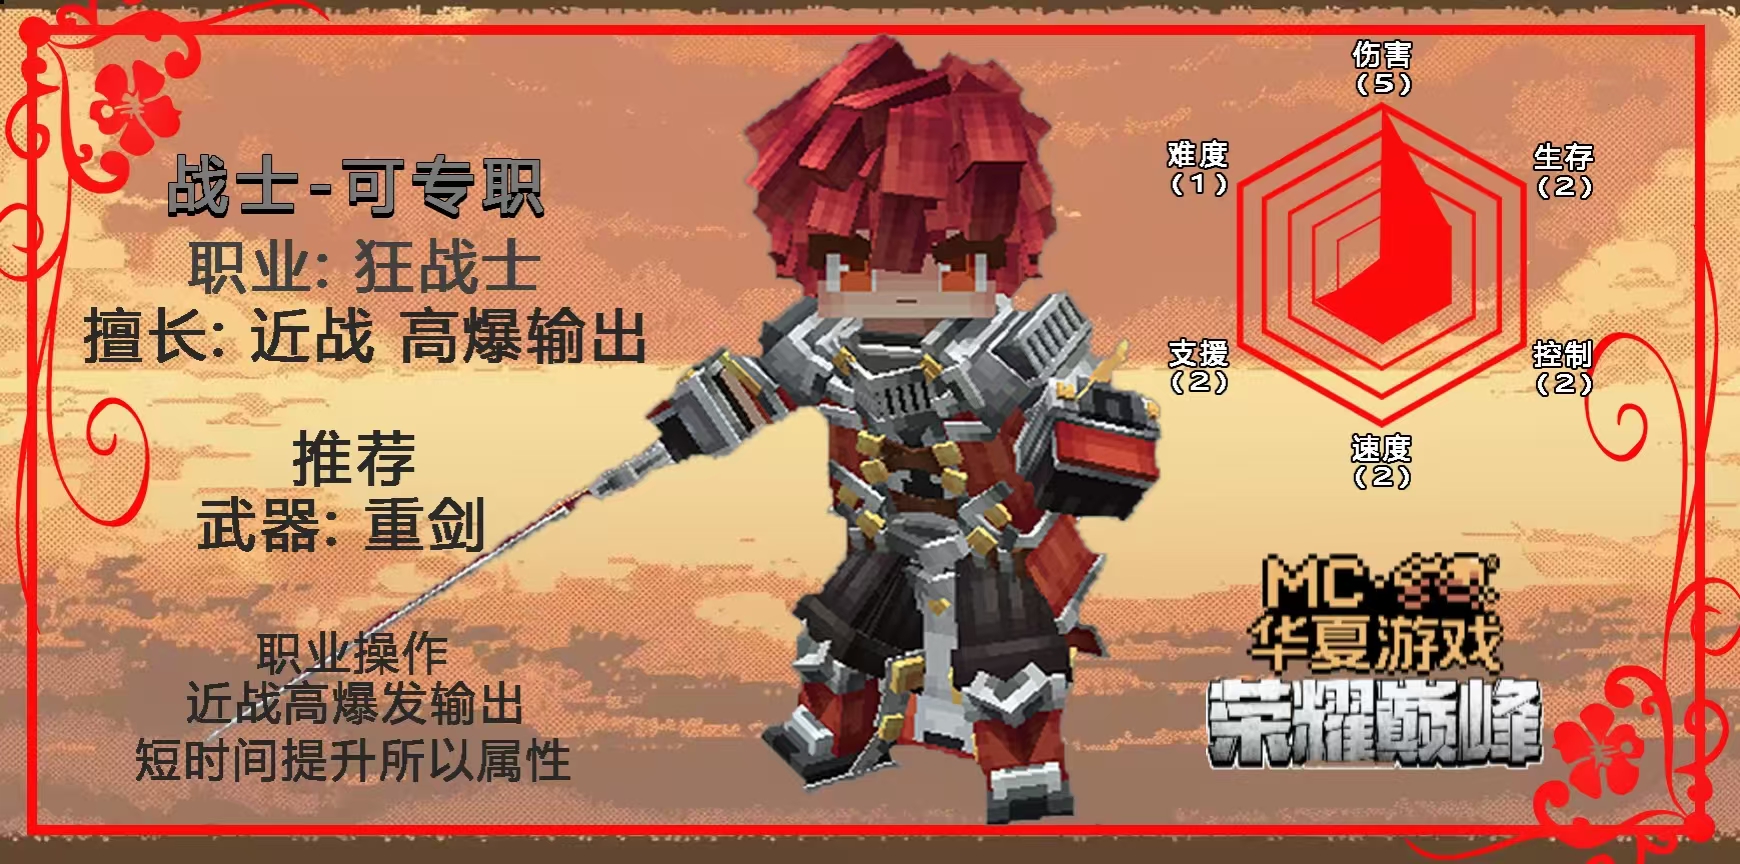 战士-可专职
职业: 狂战士
擅长: 近战 高爆输出
推荐
武器: 重剑
职业操作
近战高爆发输出
短时间提升所以属性
伤害
(5)
难度
(1)
生存
(2)
支援
(2)
控制
(2)
速度
(2)
MC·
华夏游戏
荣耀巅峰